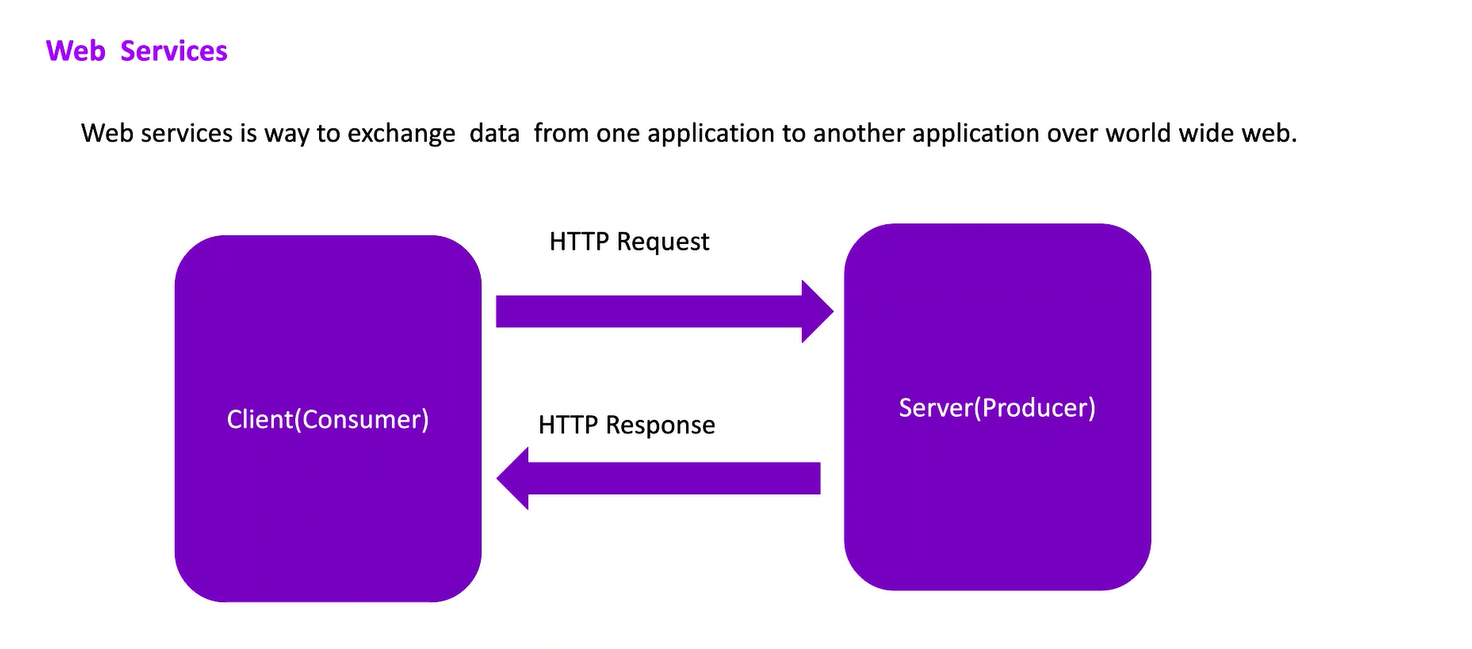 Web Services
Web services is way to exchange data from one application to another application over world wide web.
HTTP Request
Client(Consumer)
HTTP Response
Server(Producer)